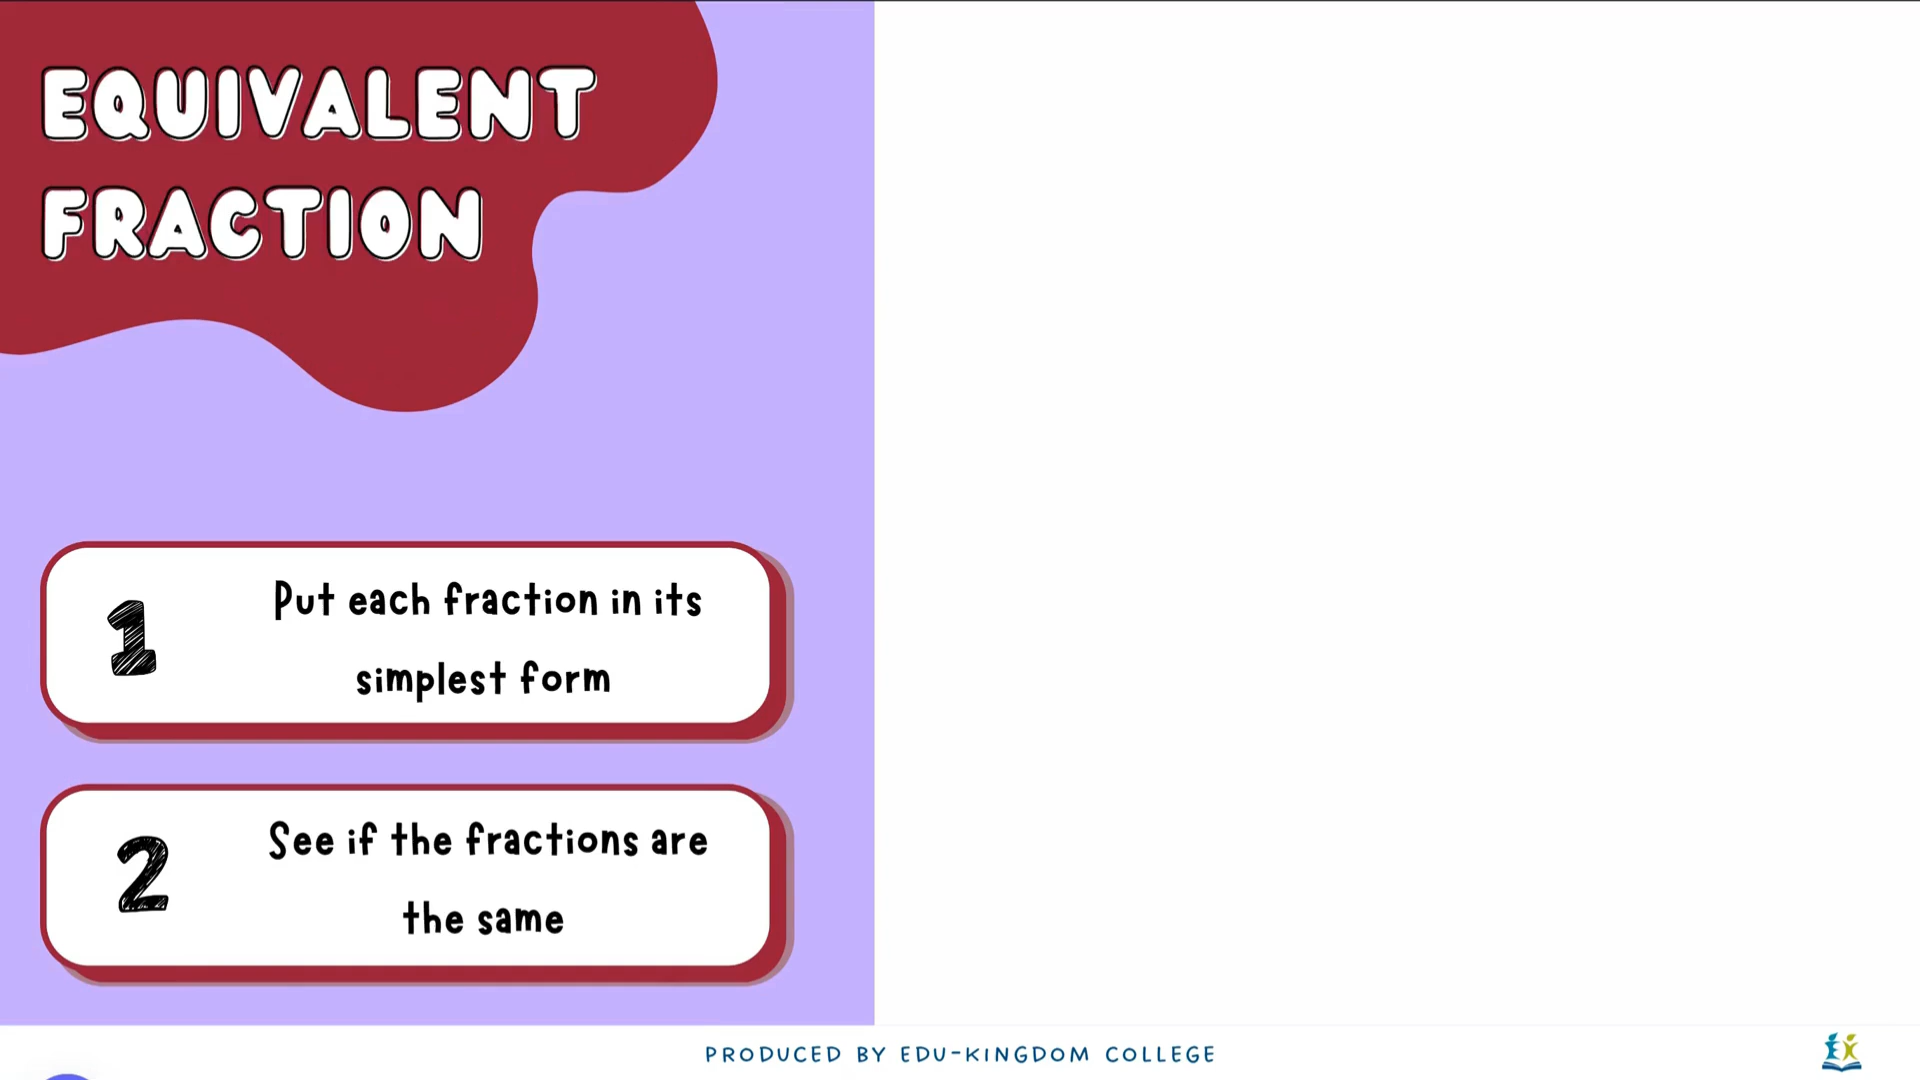 EQUIVALENT
FRACTION
1
Put each fraction in its
simplest form
2
See if the fractions are
the same
PRODUCED BY EDU-KINGDOM COLLEGE